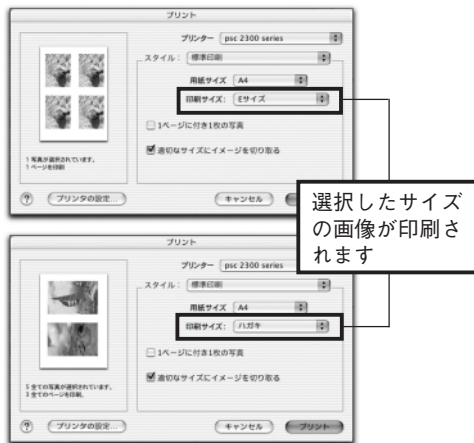 プリント
プリンター psc 2300 series
スタイル: 標準印刷
用紙サイズ A4
印刷サイズ: Eサイズ
1ページに付き1枚の写真
適切なサイズにイメージを切り取る
1 写真が選択されています。
1 ページを印刷
? プリンタの設定... キャンセル
選択したサイズ
の画像が印刷さ
れます
プリント
プリンター psc 2300 series
スタイル: 標準印刷
用紙サイズ A4
印刷サイズ: ハガキ
1ページに付き1枚の写真
適切なサイズにイメージを切り取る
5 全ての写真が選択されています。
3 全てのページを印刷。
? プリンタの設定... キャンセル プリント